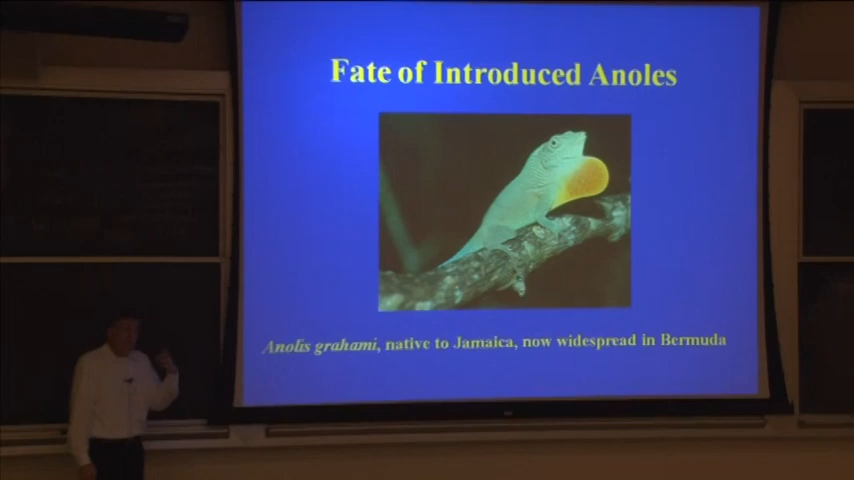 Fate of Introduced Anoles
Anolis grahami, native to Jamaica, now widespread in Bermuda